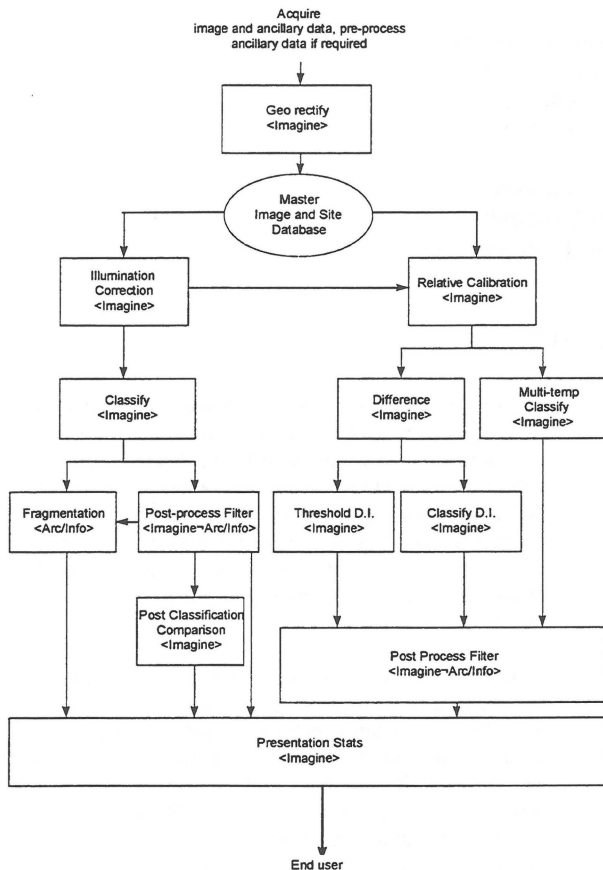 Acquire
image and ancillary data, pre-process
ancillary data if required
Geo rectify
<Imagine>
Master
Image and Site
Database
Illumination
Correction
<Imagine>
Relative Calibration
<Imagine>
Classify
<Imagine>
Difference
<Imagine>
Multi-temp
Classify
<Imagine>
Fragmentation
<Arc/Info>
Post-process Filter
<Imagine¬Arc/Info>
Threshold D.I.
<Imagine>
Classify D.I.
<Imagine>
Post Classification
Comparison
<Imagine>
Post Process Filter
<Imagine¬Arc/Info>
Presentation Stats
<Imagine>
End user